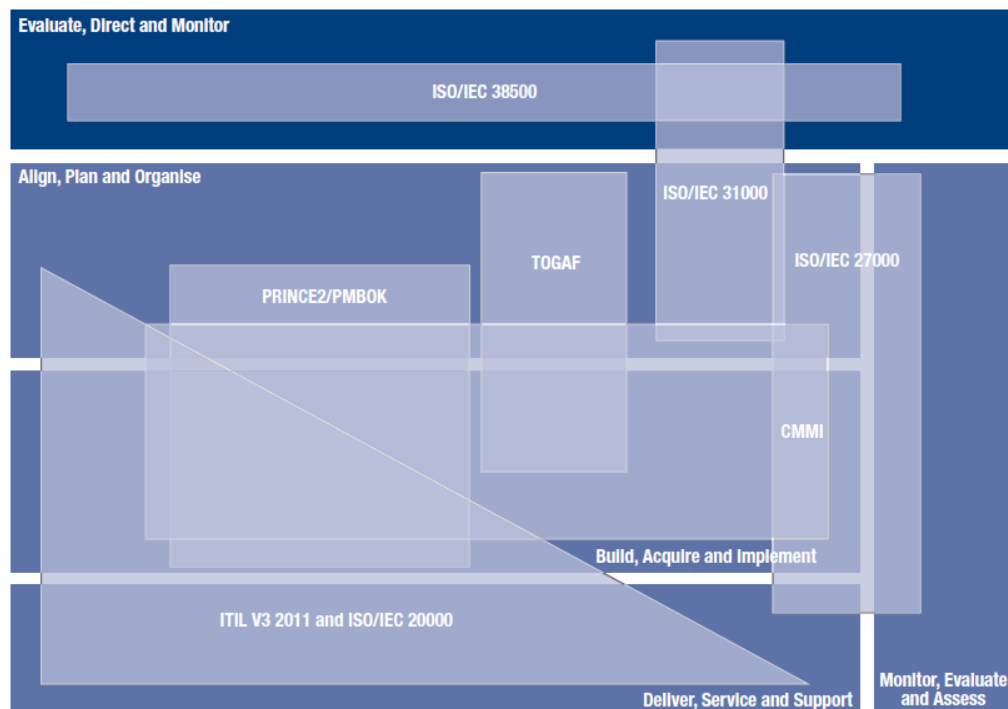 Evaluate, Direct and Monitor
ISO/IEC 38500
Align, Plan and Organise
ISO/IEC 31000
TOGAF
ISO/IEC 27000
PRINCE2/PMBOK
CMMI
Build, Acquire and Implement
ITIL V3 2011 and ISO/IEC 20000
Deliver, Service and Support
Monitor, Evaluate
and Assess